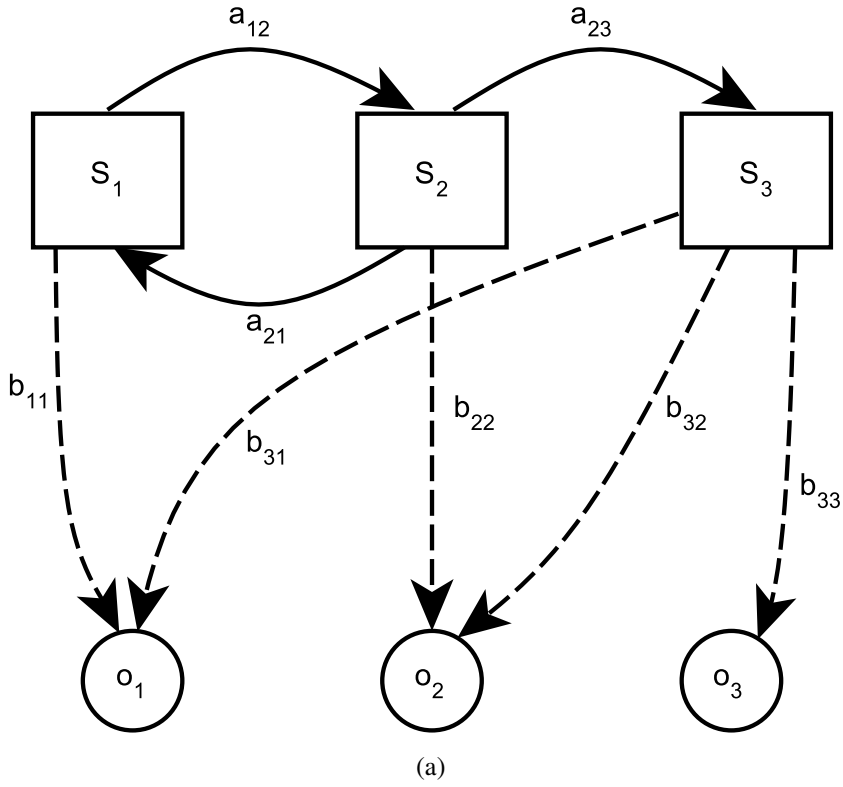 a₁₂ a₂₃
S₁ S₂ S₃
a₂₁
b₁₁ b₃₁ b₂₂ b₃₂ b₃₃
o₁ o₂ o₃
(a)